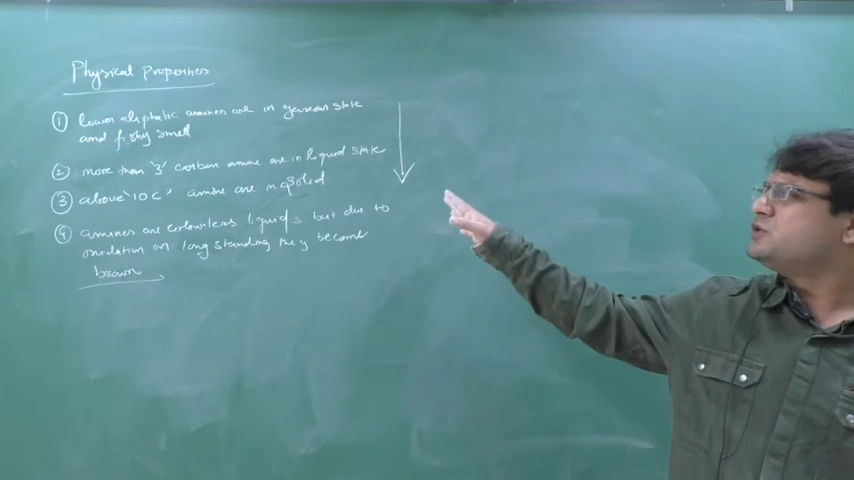 Physical Properties
① lower aliphatic amines are in gaseous state
and fishy smell
② more than '3' carbon amine are in liquid state
③ above '10 C' amine are in solid
④ amines are colourless liquids but due to
oxidation on long standing they become
brown